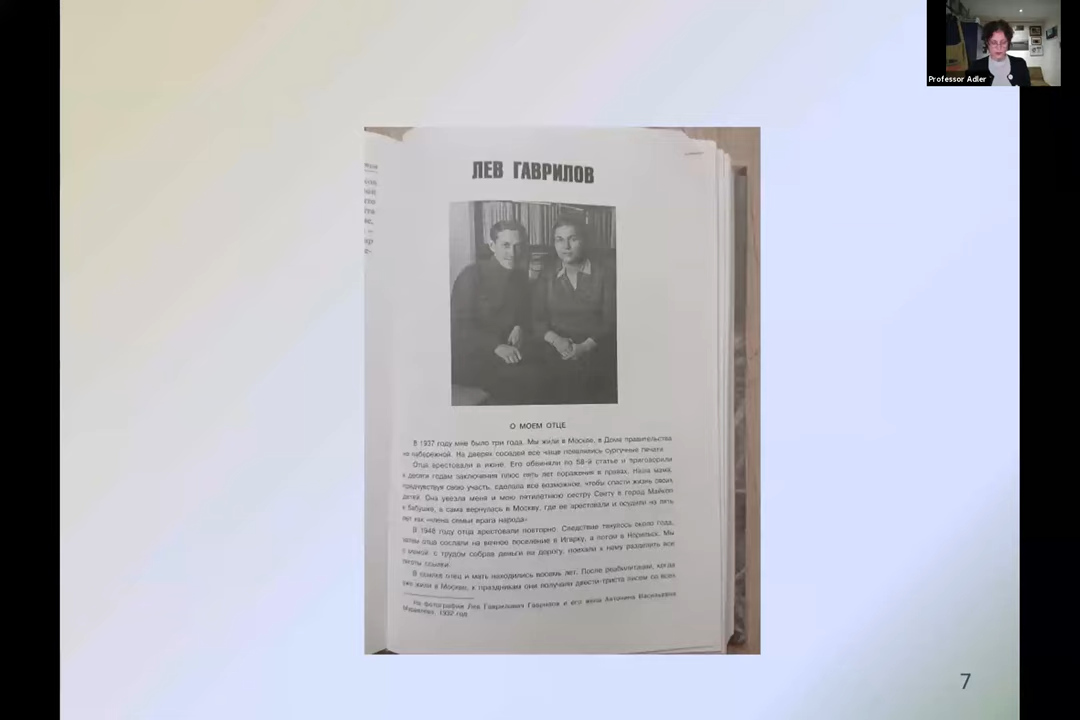 Professor Adler
ЛЕВ ГАВРИЛОВ
О МОЕМ ОТЦЕ
В 1937 году мне было три года. Мы жили в Москве, в Доме правительства
на набережной. На дверях соседей все чаще появлялись сургучные печати.
Отца арестовали в июне. Его обвинили по 58-й статье и приговорили
к десяти годам заключения плюс пять лет поражения в правах. Наша мама,
предчувствуя свою участь, сделала все возможное, чтобы спасти жизнь своих
детей. Она увезла меня и мою пятилетнюю сестру Свету в город Майкоп
к бабушке, а сама вернулась в Москву, где ее арестовали и осудили на пять
лет как «члена семьи врага народа».
В 1948 году отца арестовали повторно. Следствие тянулось около года,
затем отца сослали на вечное поселение в Игарку, а потом в Норильск. Мы
с мамой, с трудом собрав деньги на дорогу, поехали к нему разделить все
тяготы ссылки.
В ссылке отец и мать находились восемь лет. После реабилитации, когда
они жили в Москве, к праздникам они получали двести-триста писем со всех
На фотографии Лев Гаврилович Гаврилов и его жена Антонина Васильевна
1932 год
7